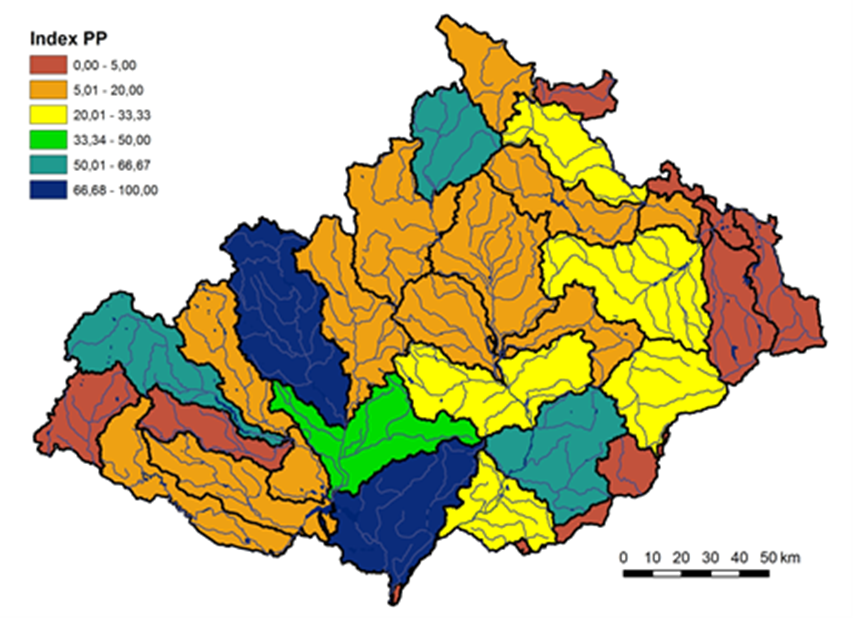 Index PP
0,00 - 5,00
5,01 - 20,00
20,01 - 33,33
33,34 - 50,00
50,01 - 66,67
66,68 - 100,00
0 10 20 30 40 50 km